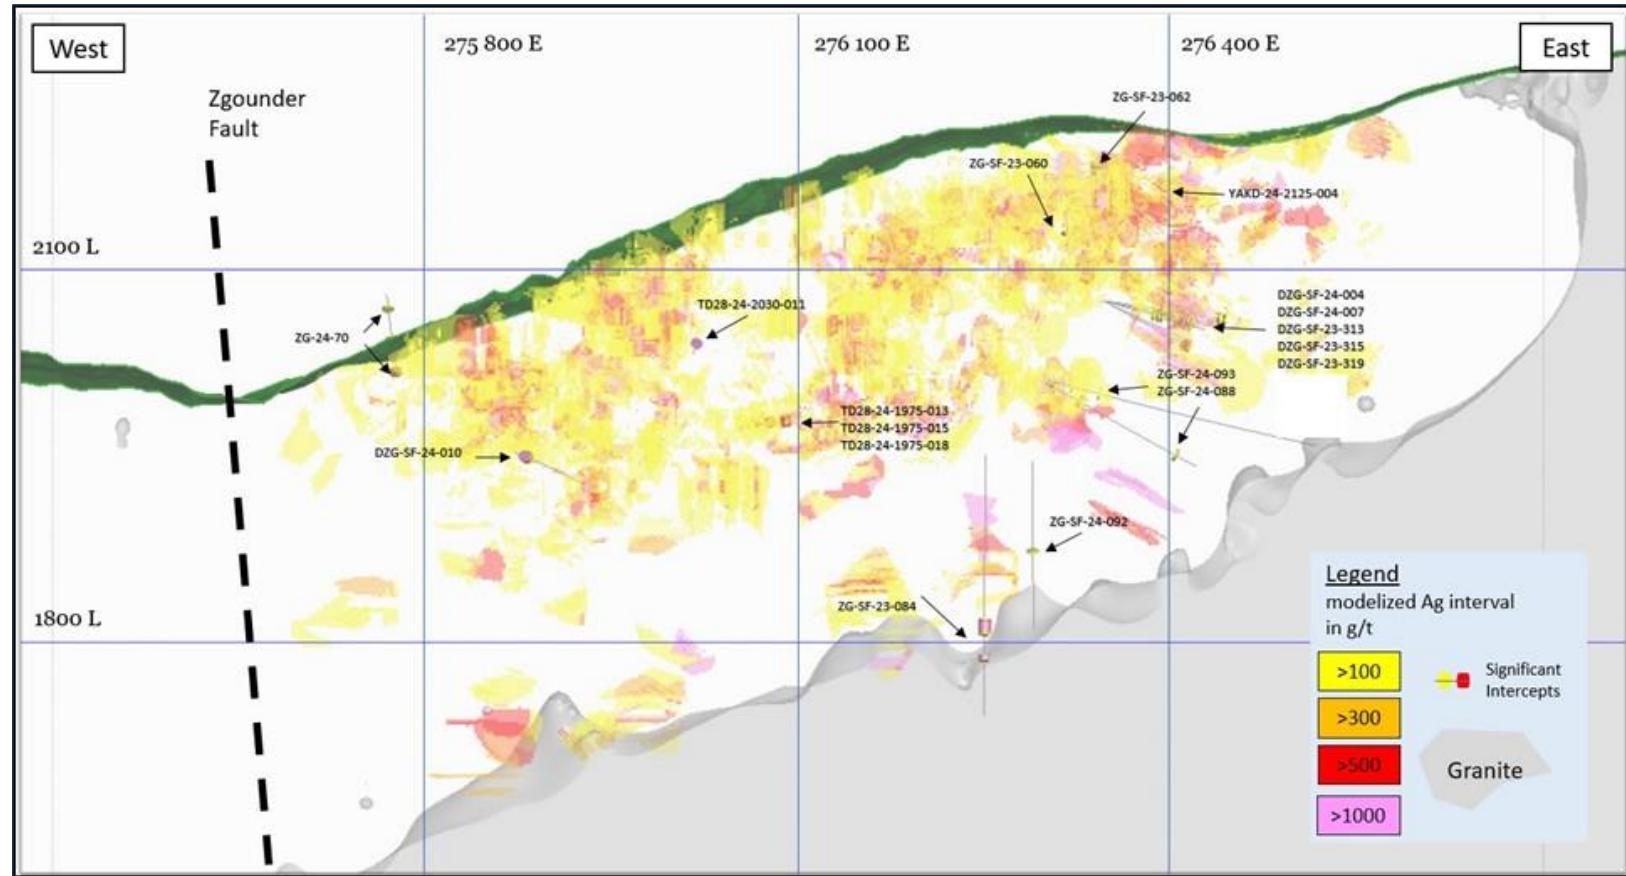 West
275 800 E
276 100 E
276 400 E
East
Zgounder
Fault
ZG-SF-23-062
ZG-SF-23-060
YAKD-24-2125-004
2100 L
TD28-24-2030-011
ZG-24-70
DZG-SF-24-004
DZG-SF-24-007
DZG-SF-23-313
DZG-SF-23-315
DZG-SF-23-319
ZG-SF-24-093
ZG-SF-24-088
TD28-24-1975-013
TD28-24-1975-015
TD28-24-1975-018
DZG-SF-24-010
ZG-SF-24-092
ZG-SF-23-084
1800 L
Legend
modelized Ag interval
in g/t
>100
>300
>500
>1000
Significant
Intercepts
Granite